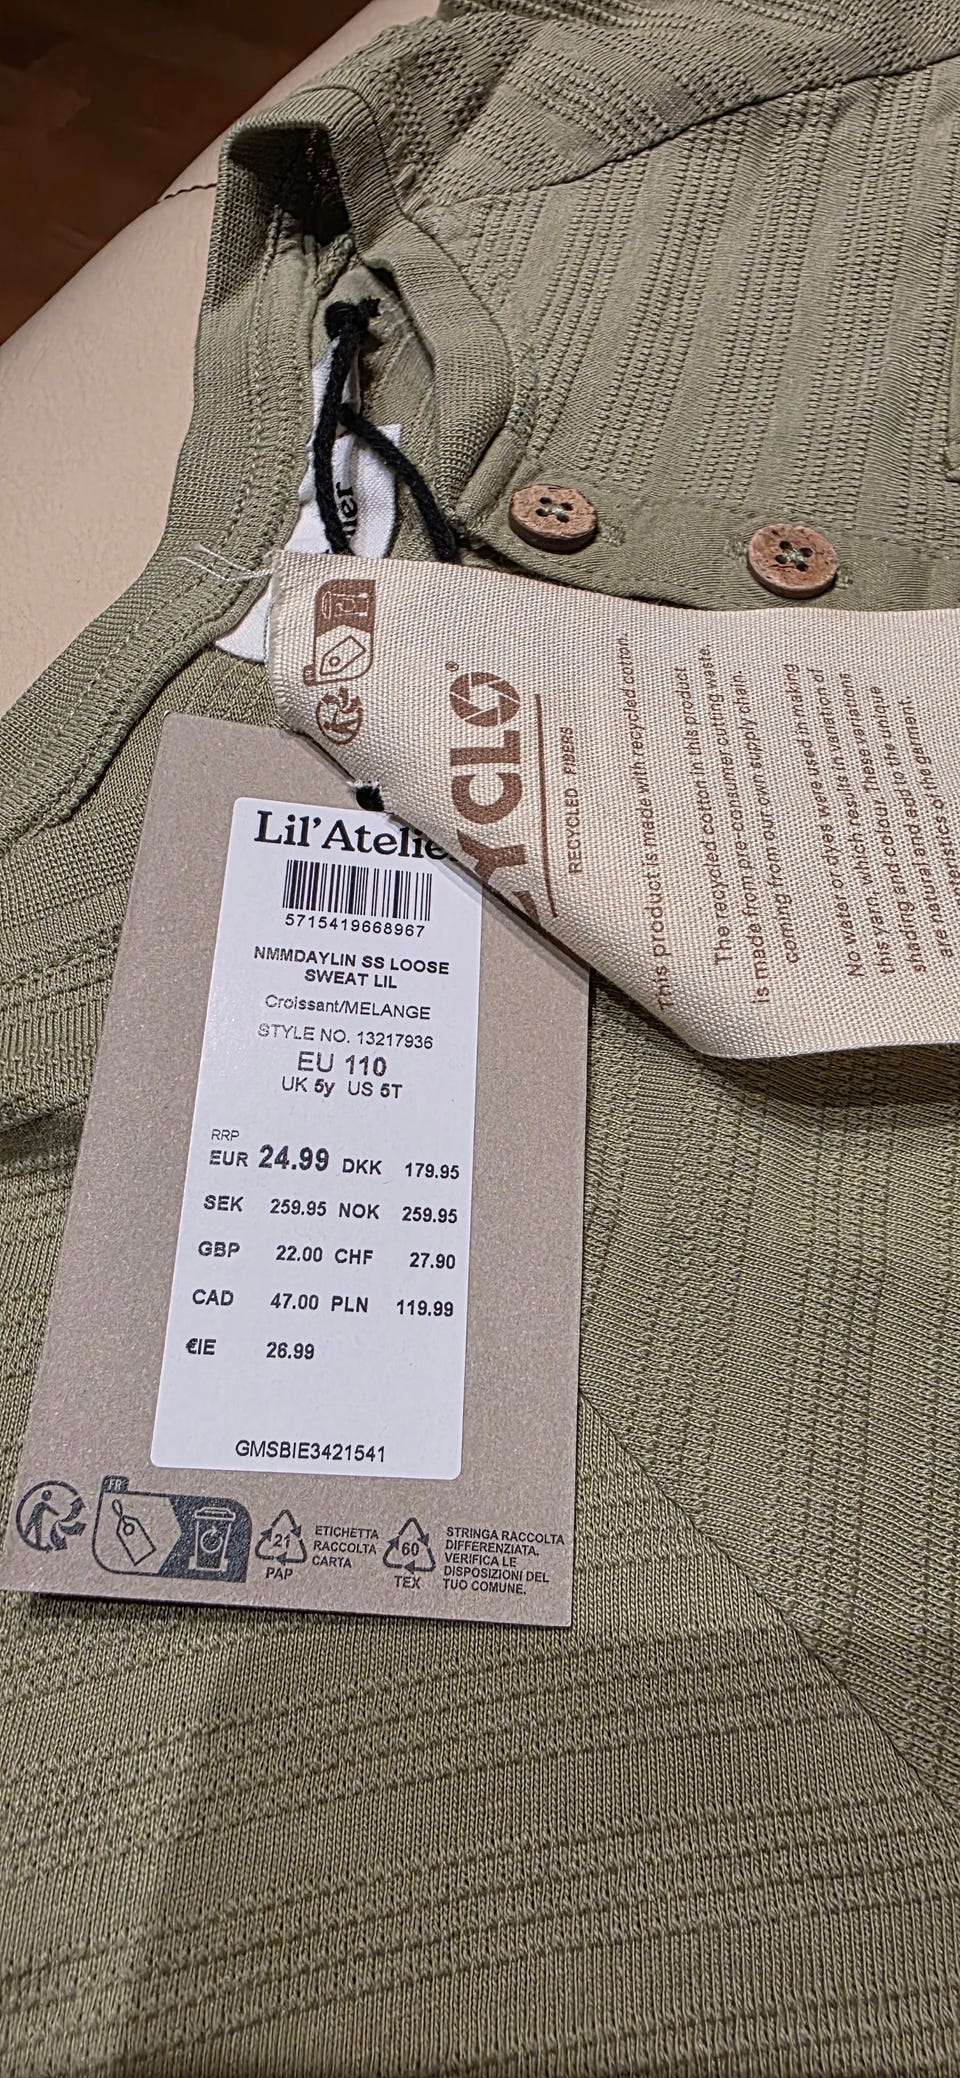 ier
CYCLO®
RECYCLED FIBERS
This product is made with recycled cotton.
The recycled cotton in this product
is made from pre-consumer cutting waste
coming from our own supply chain.
No water or dye were used in making
this yarn, which results in variation of
shading and colour. These variations
are natural and add to the unique
characteristics of the garment.
Lil'Atelie
5715419668967
NMMDAYLIN SS LOOSE
SWEAT LIL
Croissant/MELANGE
STYLE NO. 13217936
EU 110
UK 5y US 5T
RRP
EUR 24.99 DKK 179.95
SEK 259.95 NOK 259.95
GBP 22.00 CHF 27.90
CAD 47.00 PLN 119.99
€IE 26.99
GMSBIE3421541
FR
21
PAP
ETICHETTA
RACCOLTA
CARTA
60
TEX
STRINGA RACCOLTA
DIFFERENZIATA.
VERIFICA LE
DISPOSIZIONI DEL
TUO COMUNE.